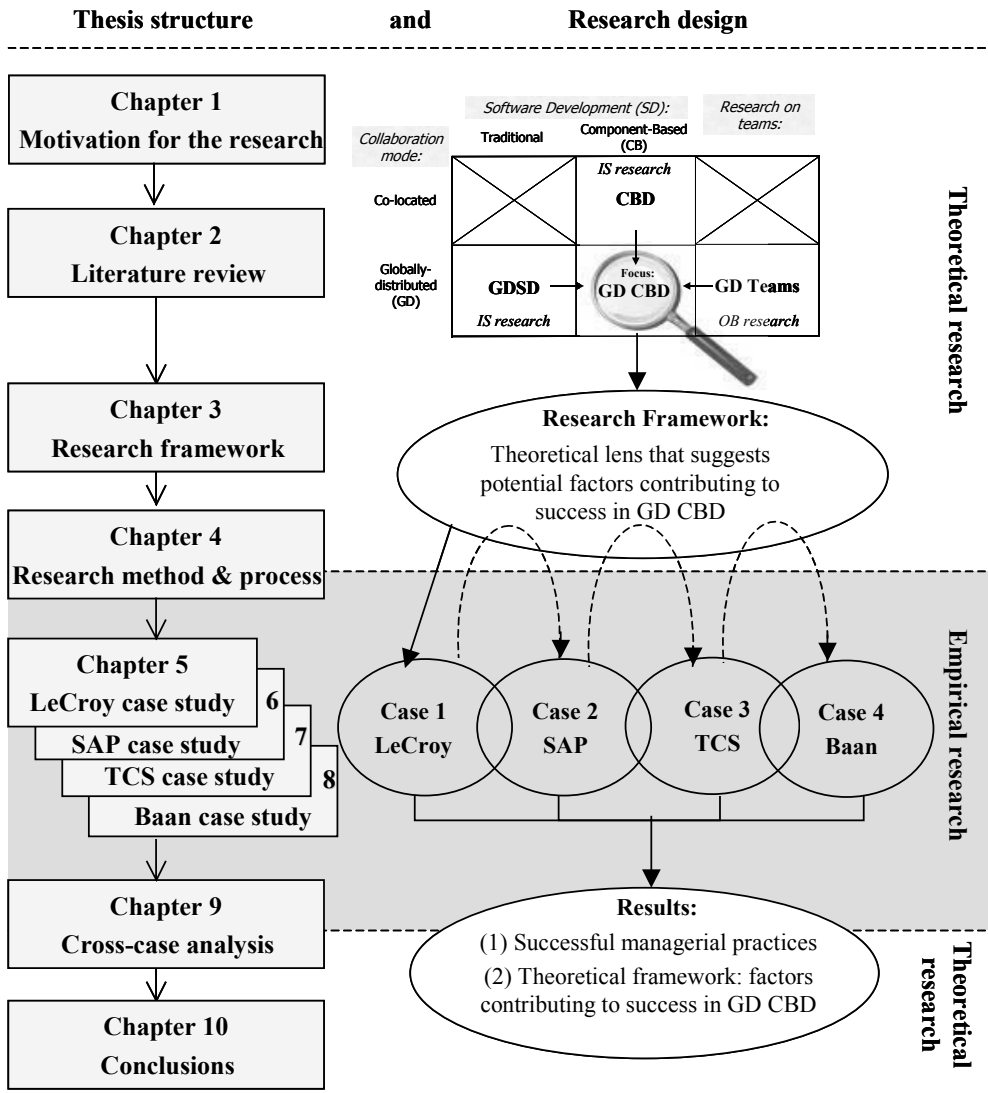 Thesis structure and Research design
Chapter 1
Motivation for the research
Chapter 2
Literature review
Chapter 3
Research framework
Chapter 4
Research method & process
Chapter 5
LeCroy case study
6
SAP case study
7
TCS case study
8
Baan case study
Chapter 9
Cross-case analysis
Chapter 10
Conclusions
Software Development (SD):
Research on
teams:
Collaboration
mode:
Traditional
Component-Based
(CB)
Co-located
IS research
CBD
Globally-
distributed
(GD)
GDSD
IS research
Focus:
GD CBD
GD Teams
OB research
Research Framework:
Theoretical lens that suggests
potential factors contributing to
success in GD CBD
Case 1
LeCroy
Case 2
SAP
Case 3
TCS
Case 4
Baan
Results:
(1) Successful managerial practices
(2) Theoretical framework: factors
contributing to success in GD CBD
Theoretical research
Empirical research
Theoretical
research